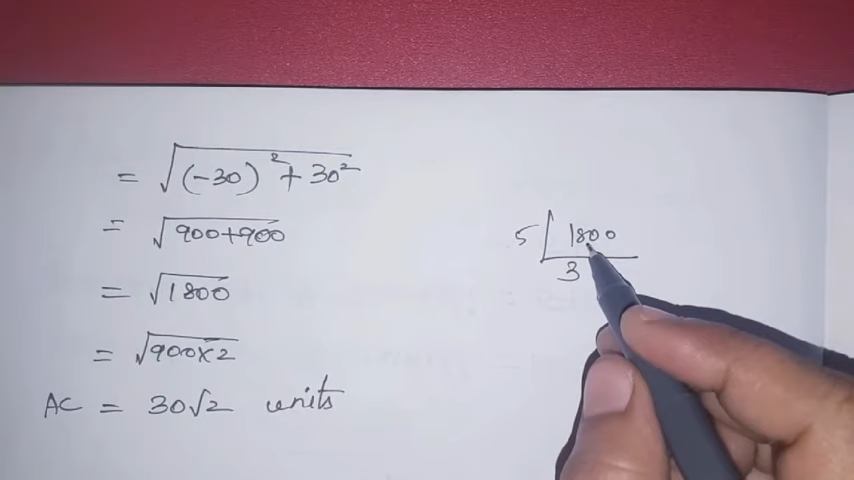 = √(-30)² + 30²
= √900+900
= √1800
= √900×2
AC = 30√2 units
5 | 1800
3